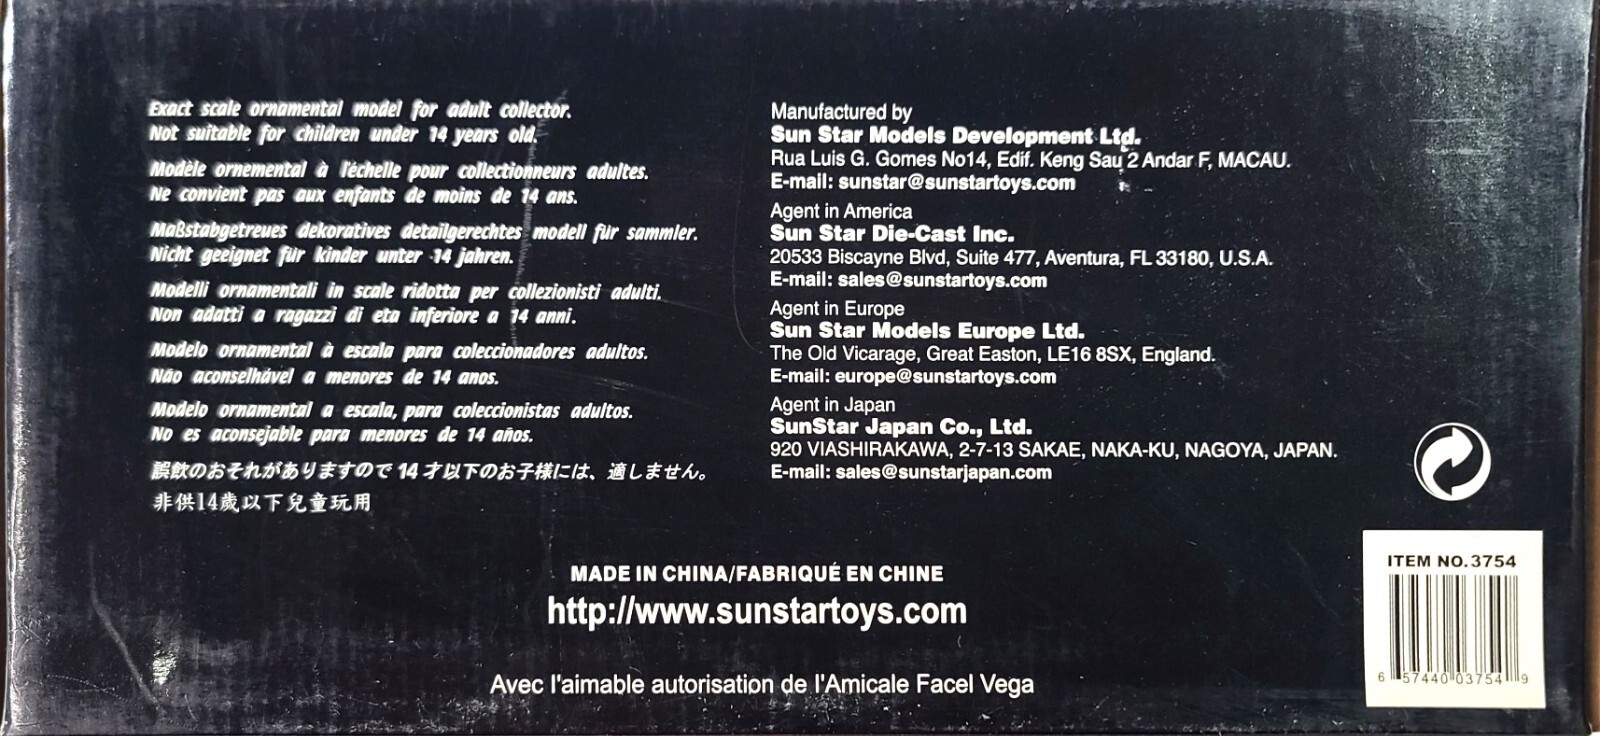 Exact scale ornamental model for adult collector.
Not suitable for children under 14 years old.
Modèle ornemental à l'échelle pour collectionneurs adultes.
Ne convient pas aux enfants de moins de 14 ans.
Maßstabgetreues dekoratives detailgerechtes modell für sammler.
Nicht geeignet für kinder unter 14 jahren.
Modelli ornamentali in scale ridotta per collezionisti adulti.
Non adatti a ragazzi di eta inferiore a 14 anni.
Modelo ornamental à escala para coleccionadores adultos.
Não aconselhável a menores de 14 anos.
Modelo ornamental a escala, para coleccionistas adultos.
No es aconsejable para menores de 14 años.
誤飲のおそれがありますので 14 才以下のお子様には、適しません。
非供14歲以下兒童玩用
Manufactured by
Sun Star Models Development Ltd.
Rua Luis G. Gomes No14, Edif. Keng Sau 2 Andar F, MACAU.
E-mail: sunstar@sunstartoys.com
Agent in America
Sun Star Die-Cast Inc.
20533 Biscayne Blvd, Suite 477, Aventura, FL 33180, U.S.A.
E-mail: sales@sunstartoys.com
Agent in Europe
Sun Star Models Europe Ltd.
The Old Vicarage, Great Easton, LE16 8SX, England.
E-mail: europe@sunstartoys.com
Agent in Japan
SunStar Japan Co., Ltd.
920 VIASHIRAKAWA, 2-7-13 SAKAE, NAKA-KU, NAGOYA, JAPAN.
E-mail: sales@sunstarjapan.com
MADE IN CHINA/FABRIQUÉ EN CHINE
http://www.sunstartoys.com
Avec l'aimable autorisation de l'Amicale Facel Vega
ITEM NO.3754
6 57440 03754 9